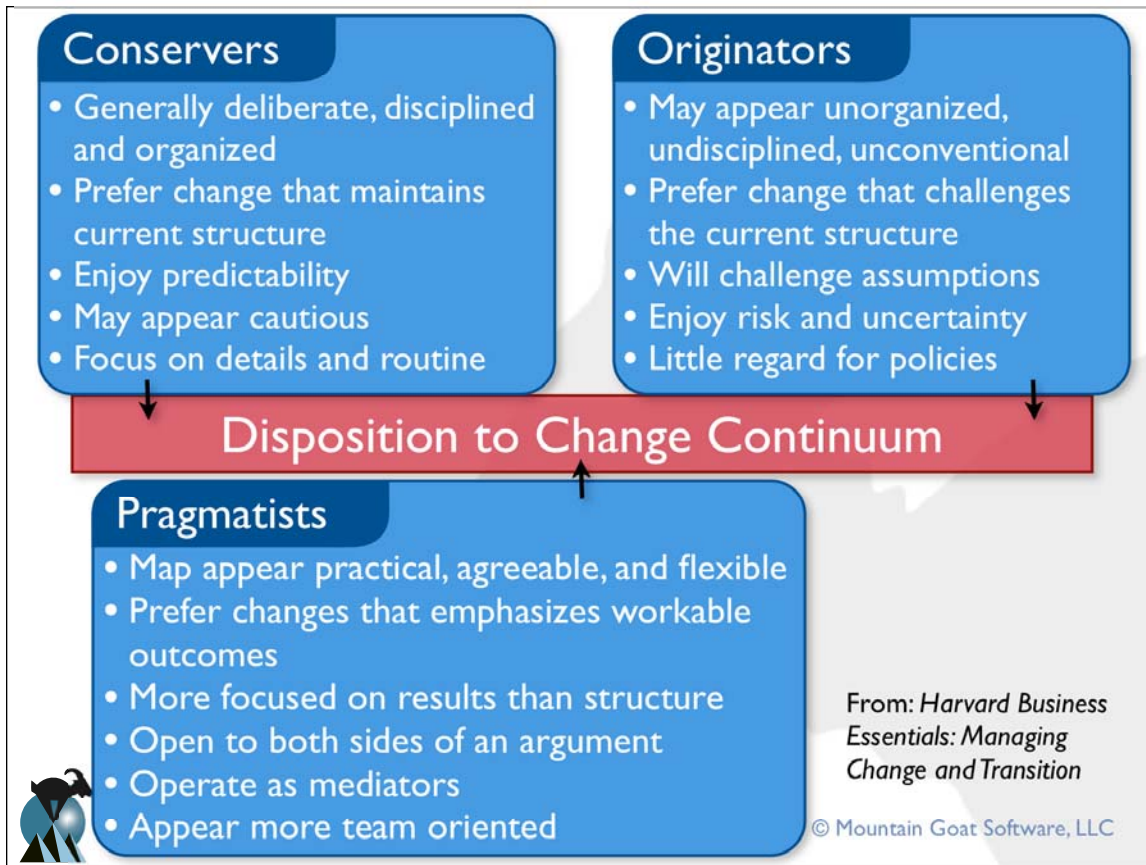 Conservers
• Generally deliberate, disciplined
and organized
• Prefer change that maintains
current structure
• Enjoy predictability
• May appear cautious
• Focus on details and routine
Originators
• May appear unorganized,
undisciplined, unconventional
• Prefer change that challenges
the current structure
• Will challenge assumptions
• Enjoy risk and uncertainty
• Little regard for policies
Disposition to Change Continuum
Pragmatists
• Map appear practical, agreeable, and flexible
• Prefer changes that emphasizes workable
outcomes
• More focused on results than structure
• Open to both sides of an argument
• Operate as mediators
• Appear more team oriented
From: Harvard Business
Essentials: Managing
Change and Transition
© Mountain Goat Software, LLC